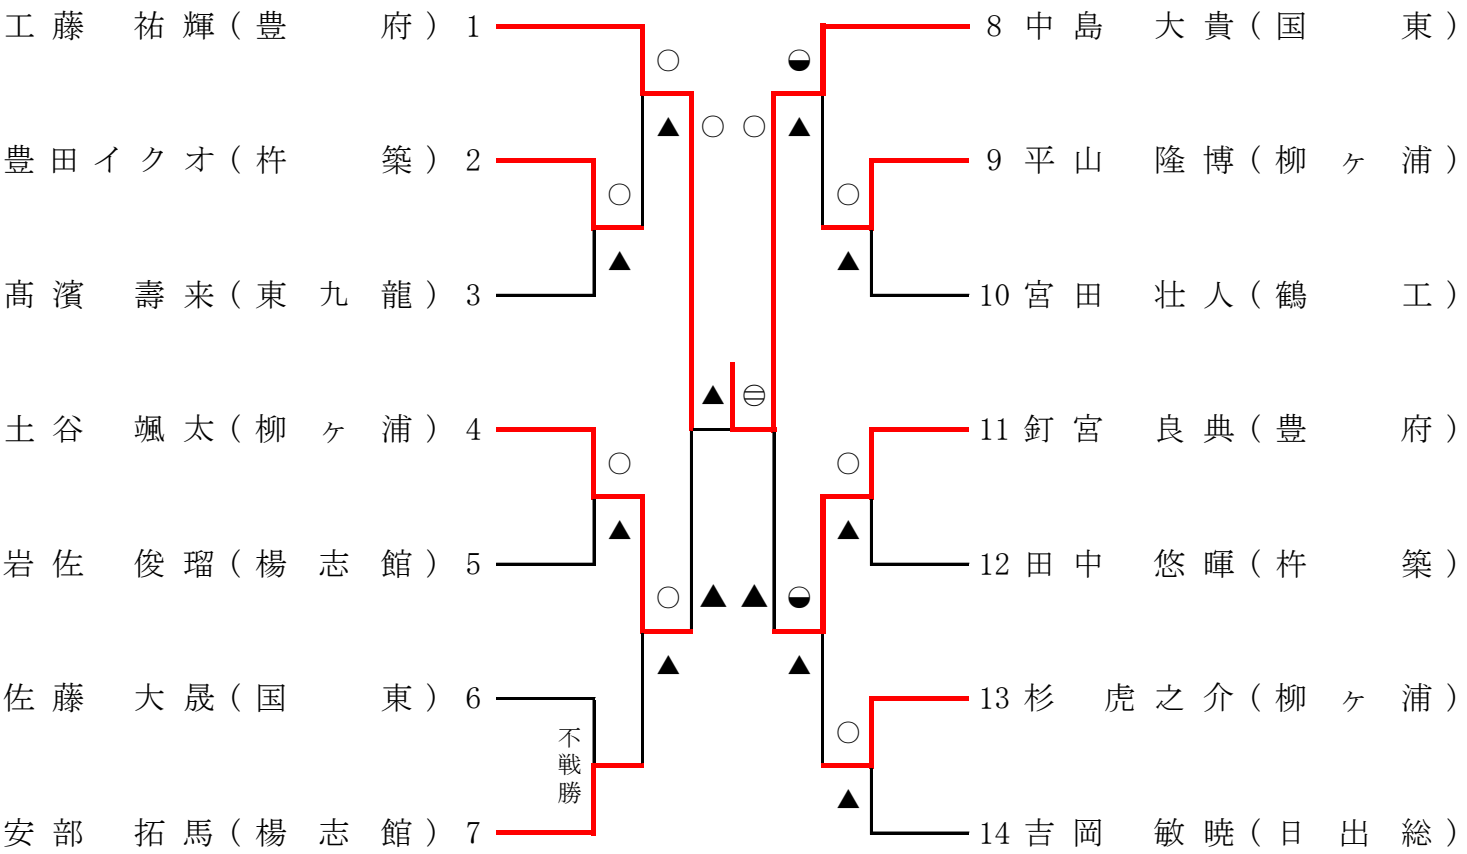 工藤 祐輝(豊 府) 1
豊田イクオ(杵 築) 2
髙濱 壽来(東九龍) 3
土谷 颯太(柳ヶ浦) 4
岩佐 俊瑠(楊志館) 5
佐藤 大晟(国 東) 6
安部 拓馬(楊志館) 7
不戦勝
8 中島 大貴(国 東)
9 平山 隆博(柳ヶ浦)
10 宮田 壮人(鶴 工)
11 釘宮 良典(豊 府)
12 田中 悠暉(杵 築)
13 杉 虎之介(柳ヶ浦)
14 吉岡 敏暁(日出総)